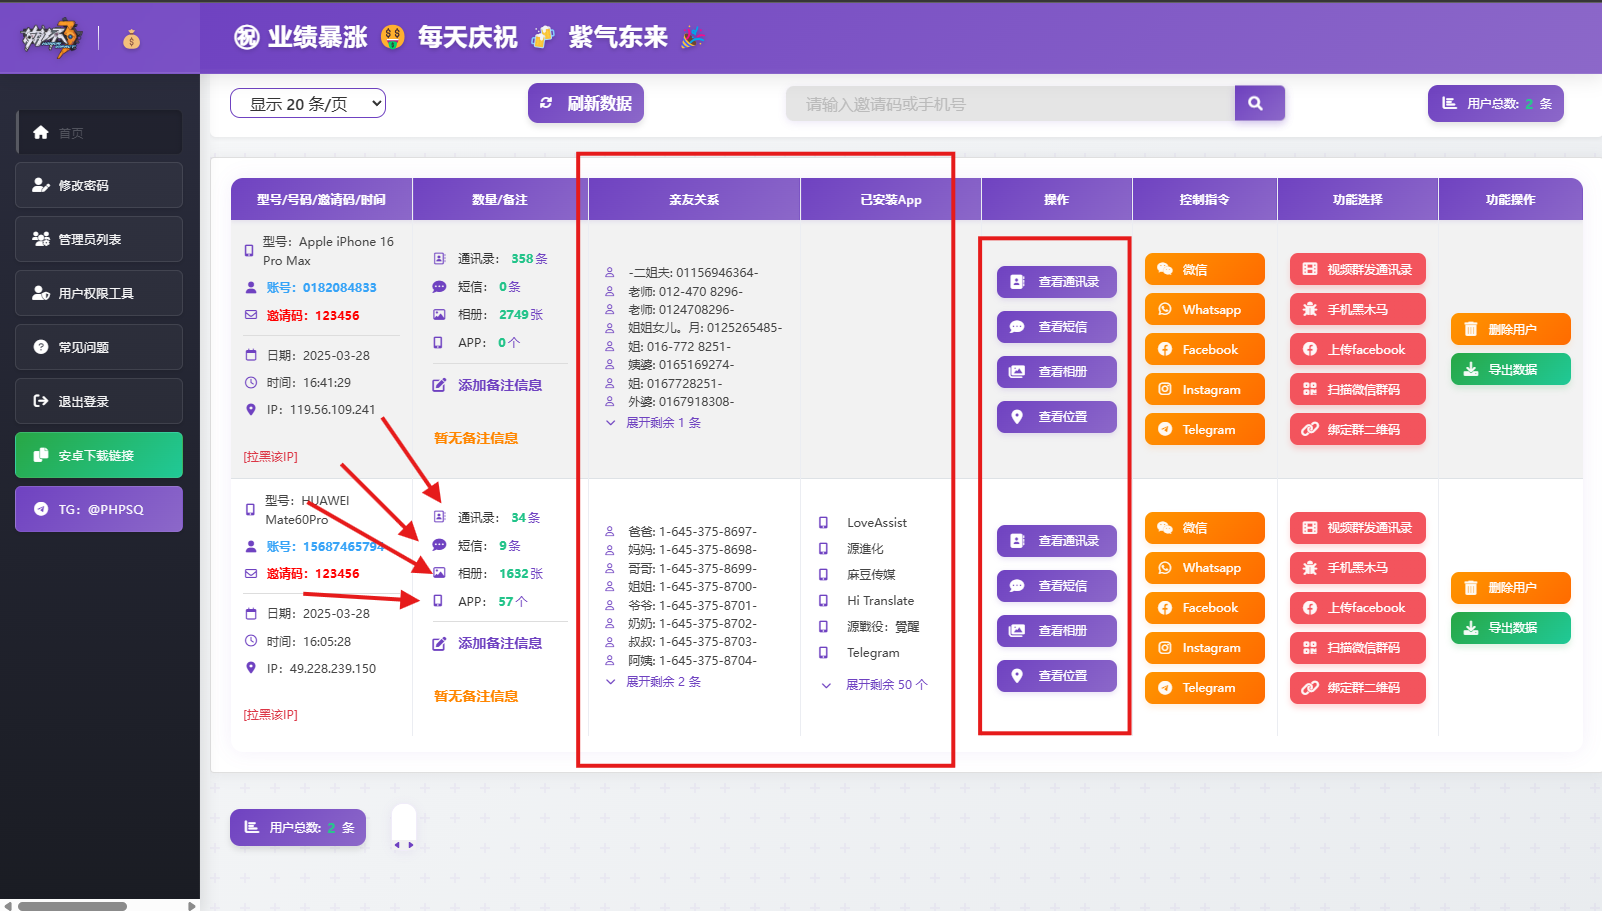 ㊗ 业绩暴涨 🤑 每天庆祝 🍻 紫气东来 🎉
首页
修改密码
管理员列表
用户权限工具
常见问题
退出登录
安卓下载链接
TG：@PHPSQ
显示 20 条/页
刷新数据
请输入邀请码或手机号
用户总数: 2 条
型号/号码/邀请码/时间
数量/备注
亲友关系
已安装App
操作
控制指令
功能选择
功能操作
型号：Apple iPhone 16
Pro Max
账号：0182084833
邀请码：123456
日期：2025-03-28
时间：16:41:29
IP：119.56.109.241
[拉黑该IP]
通讯录： 358条
短信： 0条
相册： 2749张
APP： 0个
添加备注信息
暂无备注信息
-二姐夫: 01156946364-
老师: 012-470 8296-
老师: 0124708296-
姐姐女儿。月: 0125265485-
姐: 016-772 8251-
姨婆: 0165169274-
姐: 0167728251-
外婆: 0167918308-
展开剩余 1 条
查看通讯录
查看短信
查看相册
查看位置
微信
Whatsapp
Facebook
Instagram
Telegram
视频群发通讯录
手机黑木马
上传facebook
扫描微信群码
绑定群二维码
删除用户
导出数据
型号：HUAWEI
Mate60Pro
账号：15687465794
邀请码：123456
日期：2025-03-28
时间：16:05:28
IP：49.228.239.150
[拉黑该IP]
通讯录： 34条
短信： 9条
相册： 1632张
APP： 57个
添加备注信息
暂无备注信息
爸爸: 1-645-375-8697-
妈妈: 1-645-375-8698-
哥哥: 1-645-375-8699-
姐姐: 1-645-375-8700-
爷爷: 1-645-375-8701-
奶奶: 1-645-375-8702-
叔叔: 1-645-375-8703-
阿姨: 1-645-375-8704-
展开剩余 2 条
LoveAssist
源進化
麻豆传媒
Hi Translate
源戰役：覺醒
Telegram
展开剩余 50 个
查看通讯录
查看短信
查看相册
查看位置
微信
Whatsapp
Facebook
Instagram
Telegram
视频群发通讯录
手机黑木马
上传facebook
扫描微信群码
绑定群二维码
删除用户
导出数据
用户总数: 2 条